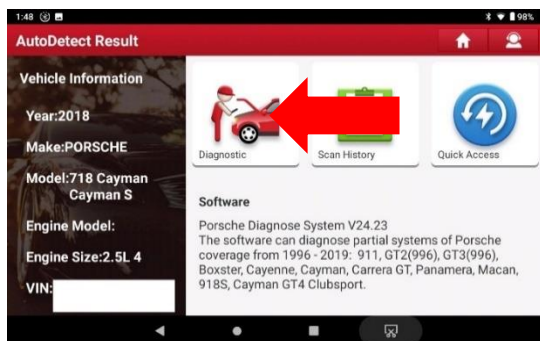 1:48 98%
AutoDetect Result
Vehicle Information
Year:2018
Make:PORSCHE
Model:718 Cayman
Cayman S
Engine Model:
Engine Size:2.5L 4
VIN:
Diagnostic
Scan History
Quick Access
Software
Porsche Diagnose System V24.23
The software can diagnose partial systems of Porsche
coverage from 1996 - 2019: 911, GT2(996), GT3(996),
Boxster, Cayenne, Cayman, Carrera GT, Panamera, Macan,
918S, Cayman GT4 Clubsport.